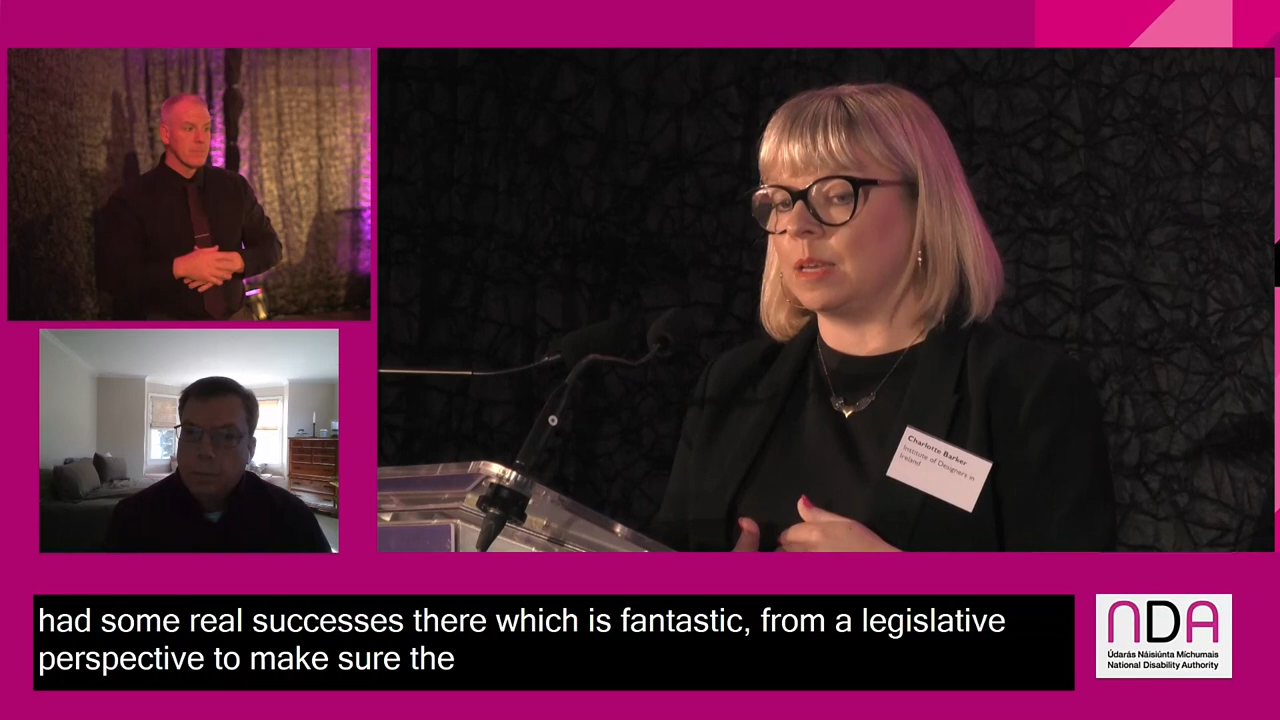 Charlotte Barker
Institute of Designers in
Ireland
had some real successes there which is fantastic, from a legislative
perspective to make sure the
NDA
Údarás Náisiúnta Míchumais
National Disability Authority